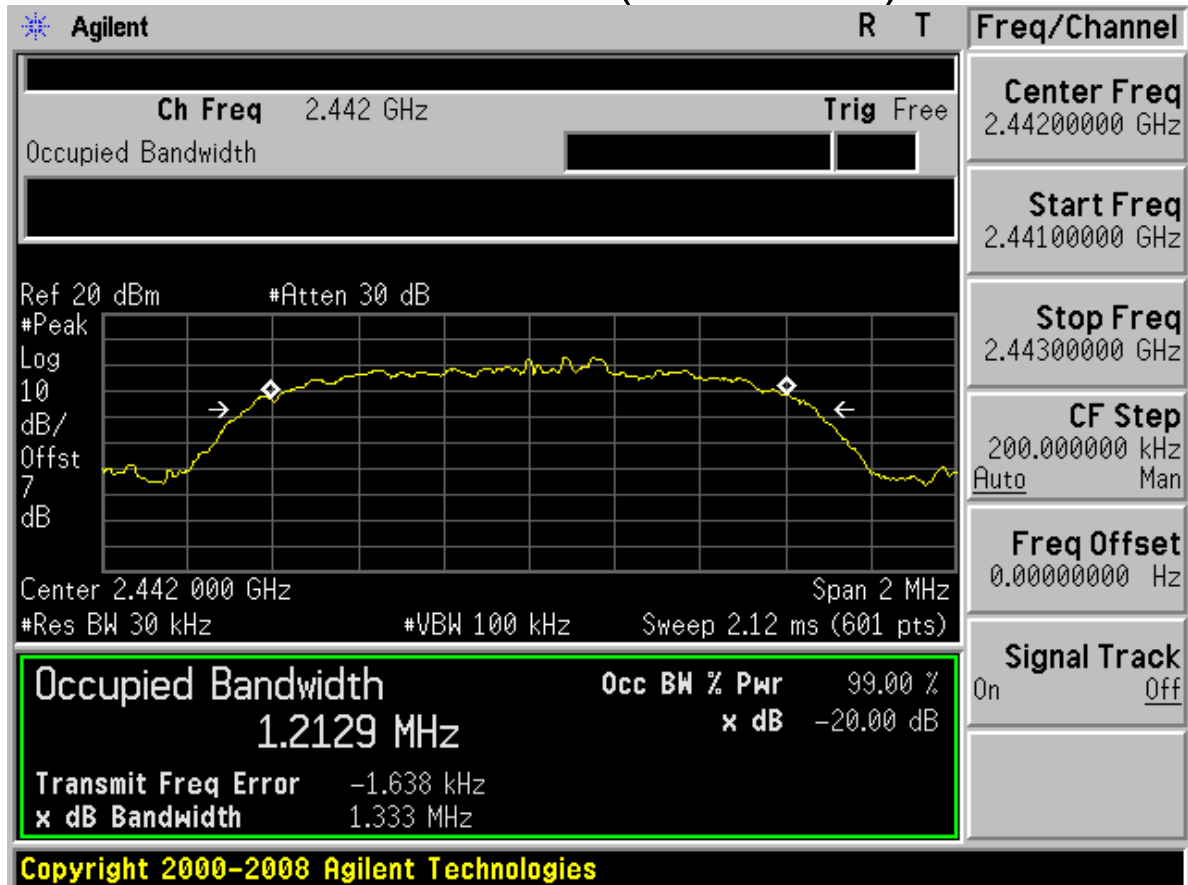 Agilent R T Freq/Channel
Ch Freq 2.442 GHz Trig Free
Occupied Bandwidth
Center Freq
2.44200000 GHz
Start Freq
2.44100000 GHz
Stop Freq
2.44300000 GHz
CF Step
200.000000 kHz
Auto Man
Freq Offset
0.00000000 Hz
Signal Track
On Off
Ref 20 dBm #Atten 30 dB
#Peak
Log
10
dB/
Offst
7
dB
Center 2.442 000 GHz Span 2 MHz
#Res BW 30 kHz #VBW 100 kHz Sweep 2.12 ms (601 pts)
Occupied Bandwidth Occ BW % Pwr 99.00 %
1.2129 MHz x dB -20.00 dB
Transmit Freq Error -1.638 kHz
x dB Bandwidth 1.333 MHz
Copyright 2000-2008 Agilent Technologies